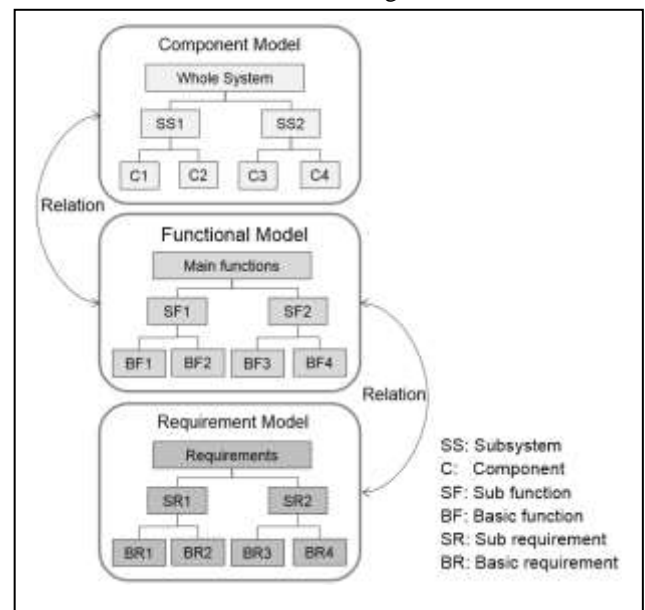 Component Model
Whole System
SS1 SS2
C1 C2 C3 C4
Relation
Functional Model
Main functions
SF1 SF2
BF1 BF2 BF3 BF4
Relation
Requirement Model
Requirements
SR1 SR2
BR1 BR2 BR3 BR4
SS: Subsystem
C: Component
SF: Sub function
BF: Basic function
SR: Sub requirement
BR: Basic requirement